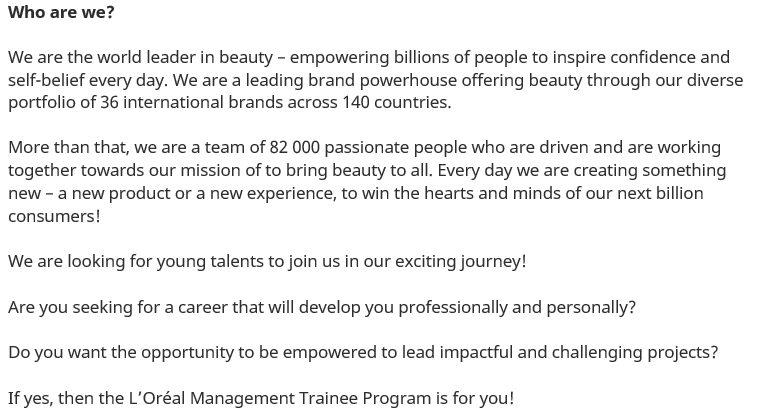 Who are we?
We are the world leader in beauty – empowering billions of people to inspire confidence and
self-belief every day. We are a leading brand powerhouse offering beauty through our diverse
portfolio of 36 international brands across 140 countries.
More than that, we are a team of 82 000 passionate people who are driven and are working
together towards our mission of to bring beauty to all. Every day we are creating something
new – a new product or a new experience, to win the hearts and minds of our next billion
consumers!
We are looking for young talents to join us in our exciting journey!
Are you seeking for a career that will develop you professionally and personally?
Do you want the opportunity to be empowered to lead impactful and challenging projects?
If yes, then the L’Oréal Management Trainee Program is for you!